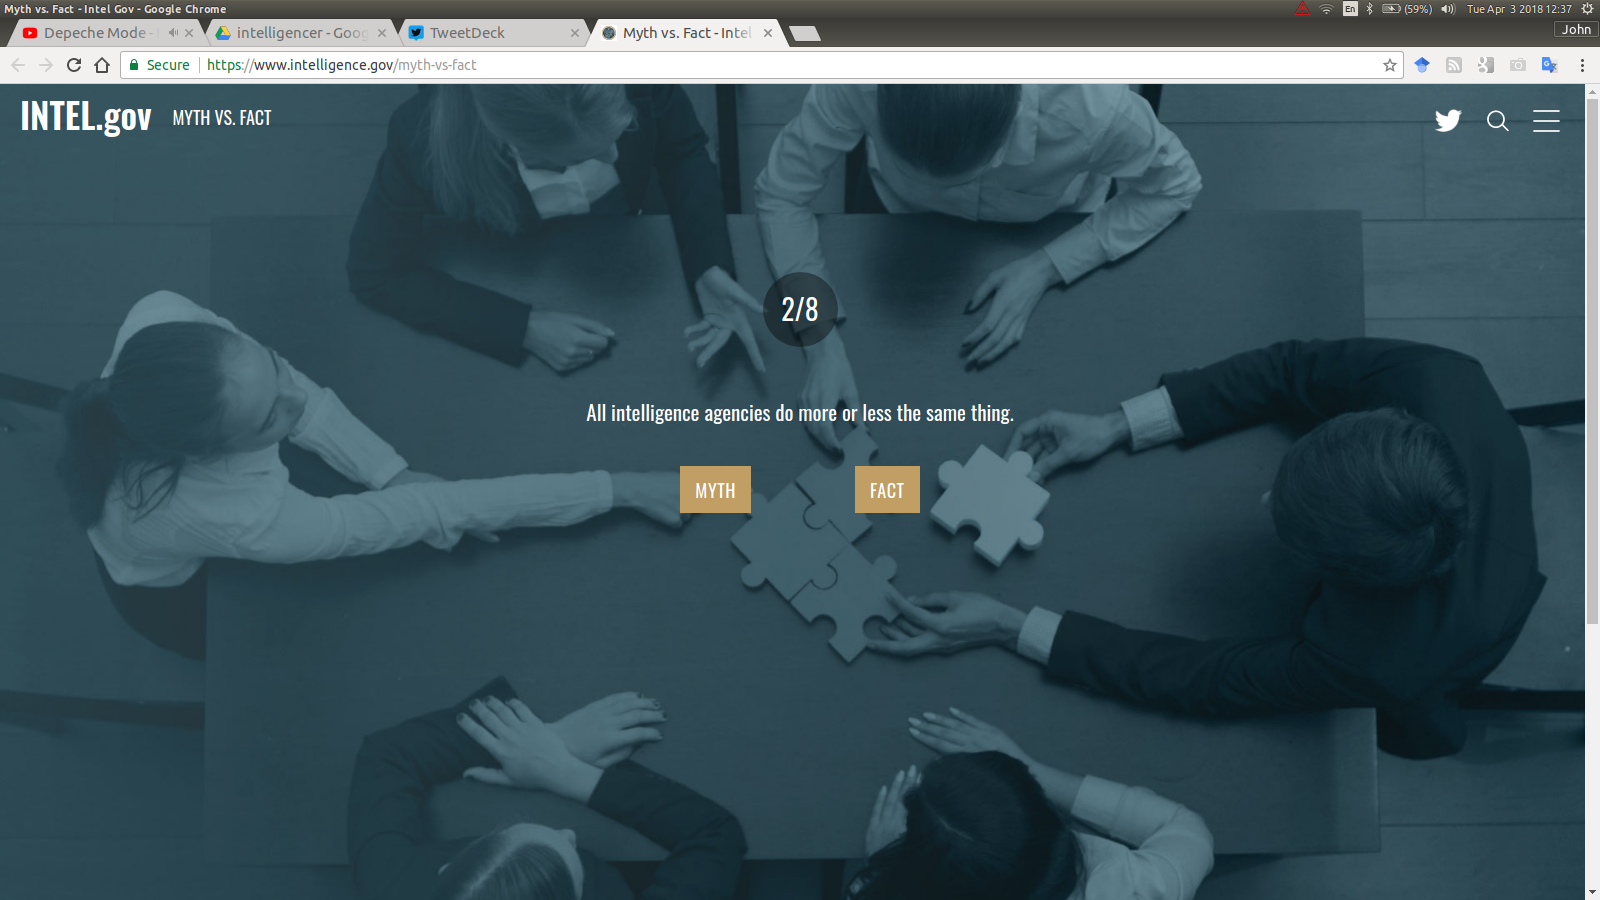 Myth vs. Fact - Intel Gov - Google Chrome
En (59%) Tue Apr 3 2018 12:37
Depeche Mode -
intelligencer - Goog
TweetDeck
Myth vs. Fact - Intel
John
Secure https://www.intelligence.gov/myth-vs-fact
INTEL.gov MYTH VS. FACT
2/8
All intelligence agencies do more or less the same thing.
MYTH FACT